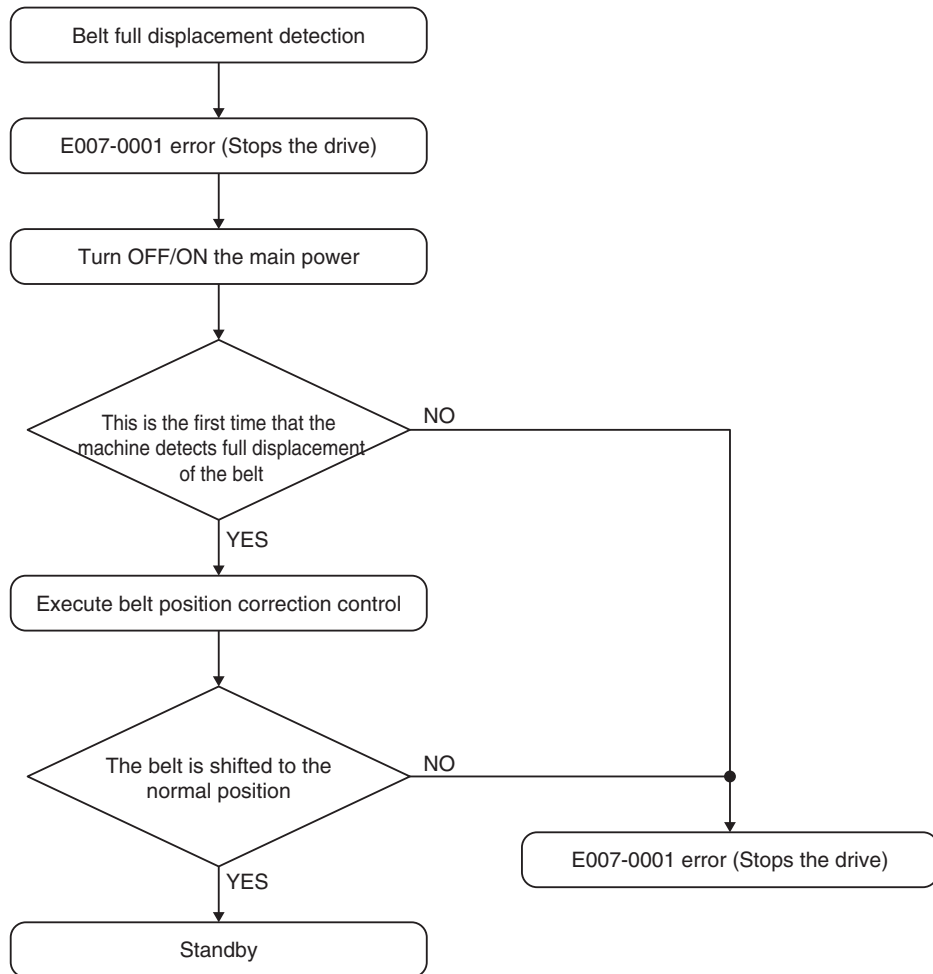 Belt full displacement detection
E007-0001 error (Stops the drive)
Turn OFF/ON the main power
This is the first time that the
machine detects full displacement
of the belt
NO
YES
Execute belt position correction control
The belt is shifted to the
normal position
NO
E007-0001 error (Stops the drive)
YES
Standby